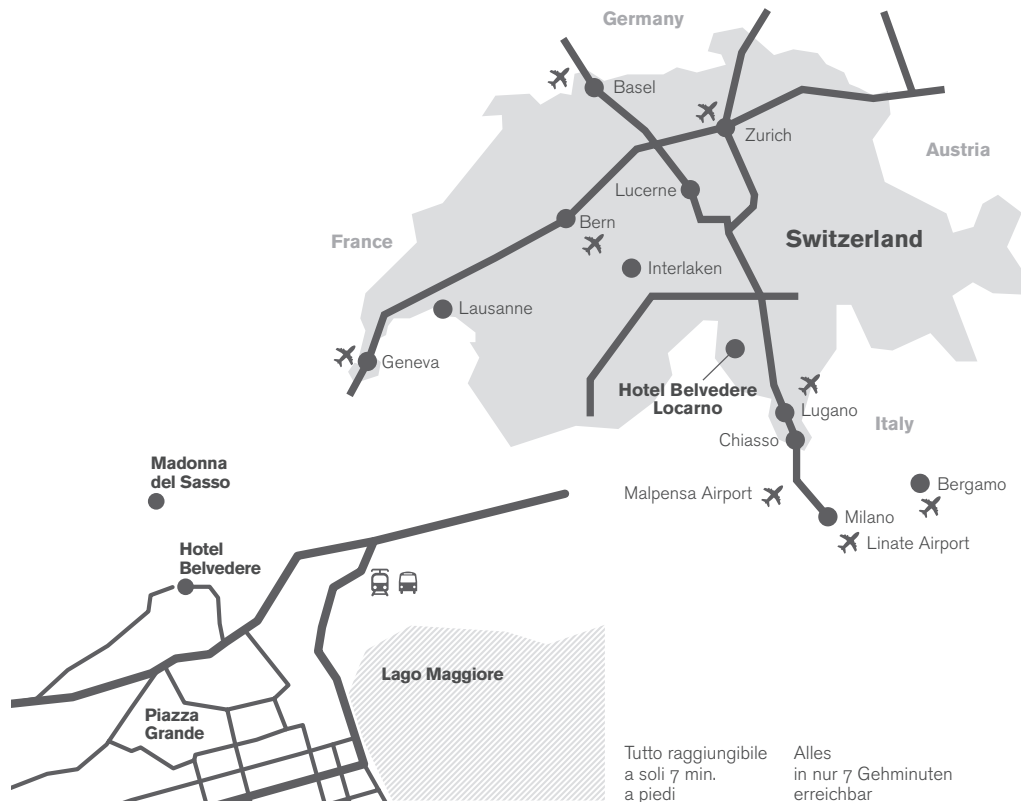 Germany
Basel
Zurich
Austria
Lucerne
Bern
France
Switzerland
Interlaken
Lausanne
Geneva
Hotel Belvedere
Locarno
Lugano
Italy
Chiasso
Madonna
del Sasso
Malpensa Airport
Bergamo
Milano
Linate Airport
Hotel
Belvedere
Lago Maggiore
Piazza
Grande
Tutto raggiungibile
a soli 7 min.
a piedi
Alles
in nur 7 Gehminuten
erreichbar